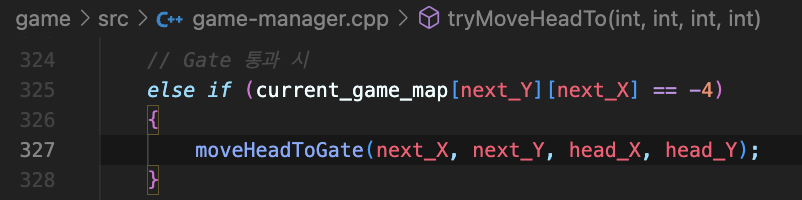 game > src > C++ game-manager.cpp > tryMoveHeadTo(int, int, int, int)
324 // Gate 통과 시
325 else if (current_game_map[next_Y][next_X] == -4)
326 {
327 moveHeadToGate(next_X, next_Y, head_X, head_Y);
328 }